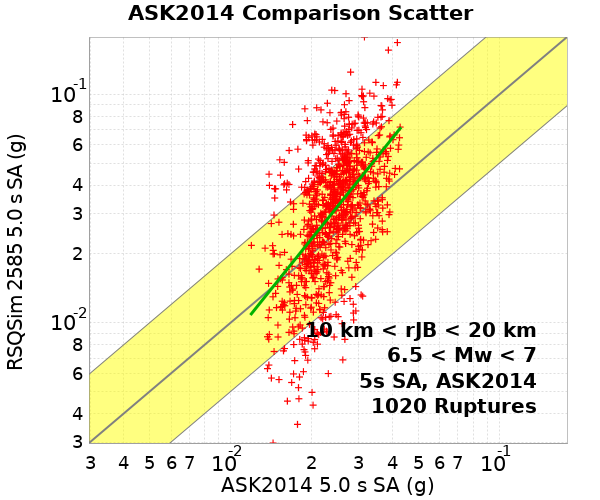 ASK2014 Comparison Scatter
RSQSim 2585 5.0 s SA (g)
10-1
8
6
4
3
2
10-2
8
6
4
3
10 km < rJB < 20 km
6.5 < Mw < 7
5s SA, ASK2014
1020 Ruptures
3 4 5 6 7 10-2 2 3 4 5 6 7 10-1
ASK2014 5.0 s SA (g)